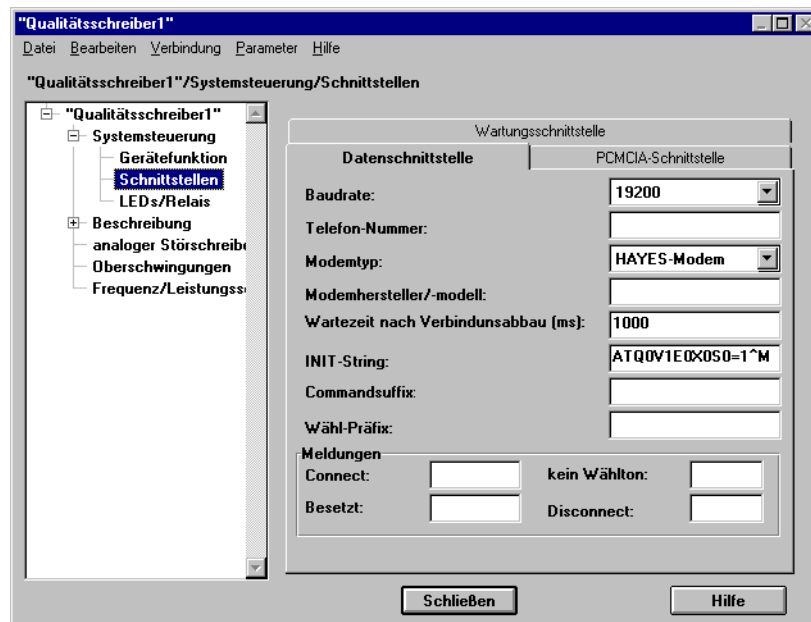 "Qualitätsschreiber1"
Datei Bearbeiten Verbindung Parameter Hilfe
"Qualitätsschreiber1"/Systemsteuerung/Schnittstellen
"Qualitätsschreiber1"
Systemsteuerung
Gerätefunktion
Schnittstellen
LEDs/Relais
Beschreibung
analoger Störschreibe
Oberschwingungen
Frequenz/Leistungss
Wartungsschnittstelle
Datenschnittstelle PCMCIA-Schnittstelle
Baudrate: 19200
Telefon-Nummer:
Modemtyp: HAYES-Modem
Modemhersteller/-modell:
Wartezeit nach Verbindunsabbau (ms): 1000
INIT-String: ATQ0V1E0X0S0=1^M
Commandsuffix:
Wähl-Präfix:
Meldungen
Connect: kein Wählton:
Besetzt: Disconnect:
Schließen Hilfe